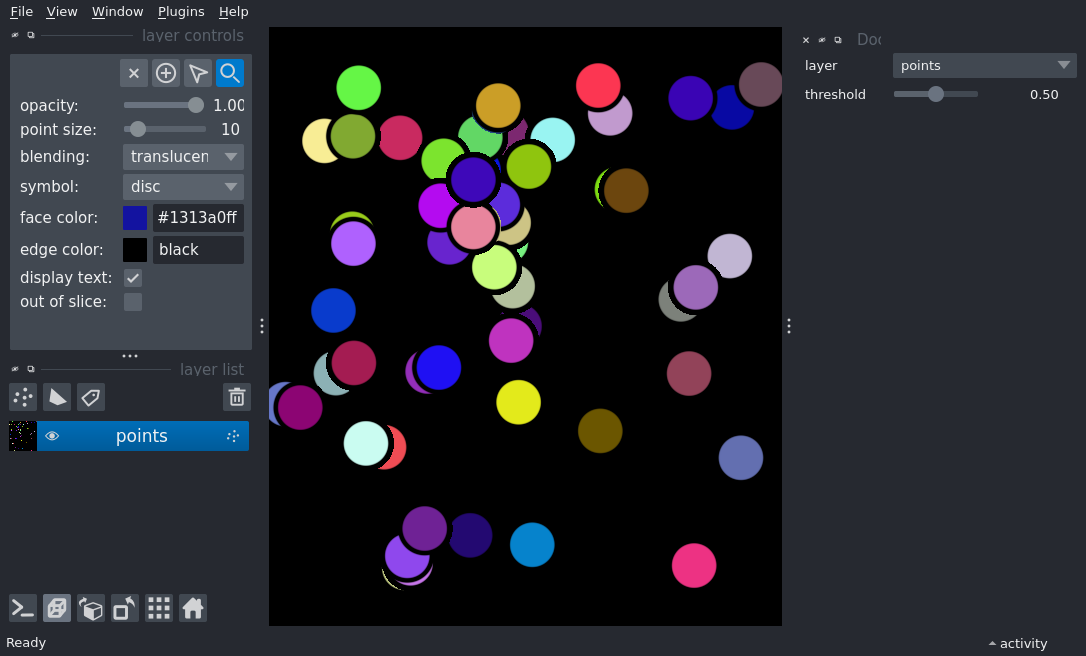 File View Window Plugins Help
layer controls
opacity: 1.00
point size: 10
blending: translucen
symbol: disc
face color: #1313a0ff
edge color: black
display text:
out of slice:
layer list
points
Ready
Doc
layer points
threshold 0.50
activity